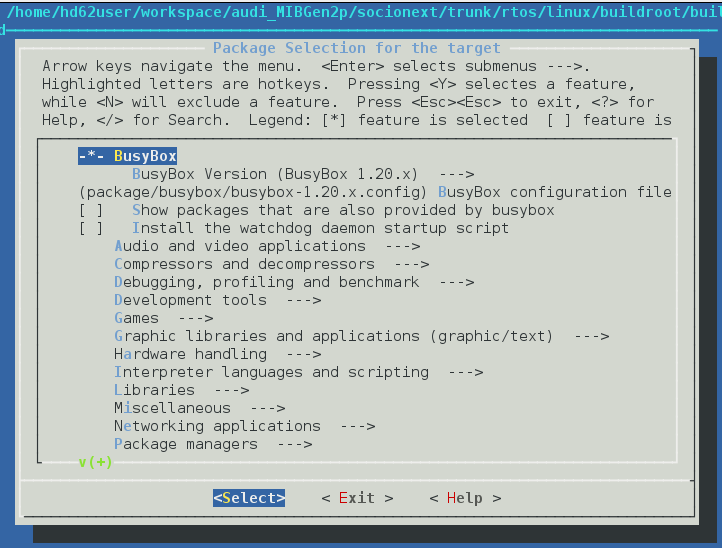 /home/hd62user/workspace/audi_MIBGen2p/socionext/trunk/rtos/linux/buildroot/buil
d
Package Selection for the target
Arrow keys navigate the menu.  <Enter> selects submenus --->.
Highlighted letters are hotkeys.  Pressing <Y> selectes a feature,
while <N> will exclude a feature.  Press <Esc><Esc> to exit, <?> for
Help, </> for Search.  Legend: [*] feature is selected  [ ] feature is
-*- BusyBox
BusyBox Version (BusyBox 1.20.x)  --->
(package/busybox/busybox-1.20.x.config) BusyBox configuration file
[ ]   Show packages that are also provided by busybox
[ ]   Install the watchdog daemon startup script
Audio and video applications  --->
Compressors and decompressors  --->
Debugging, profiling and benchmark  --->
Development tools  --->
Games  --->
Graphic libraries and applications (graphic/text)  --->
Hardware handling  --->
Interpreter languages and scripting  --->
Libraries  --->
Miscellaneous  --->
Networking applications  --->
Package managers  --->
v(+)
<Select>    < Exit >    < Help >